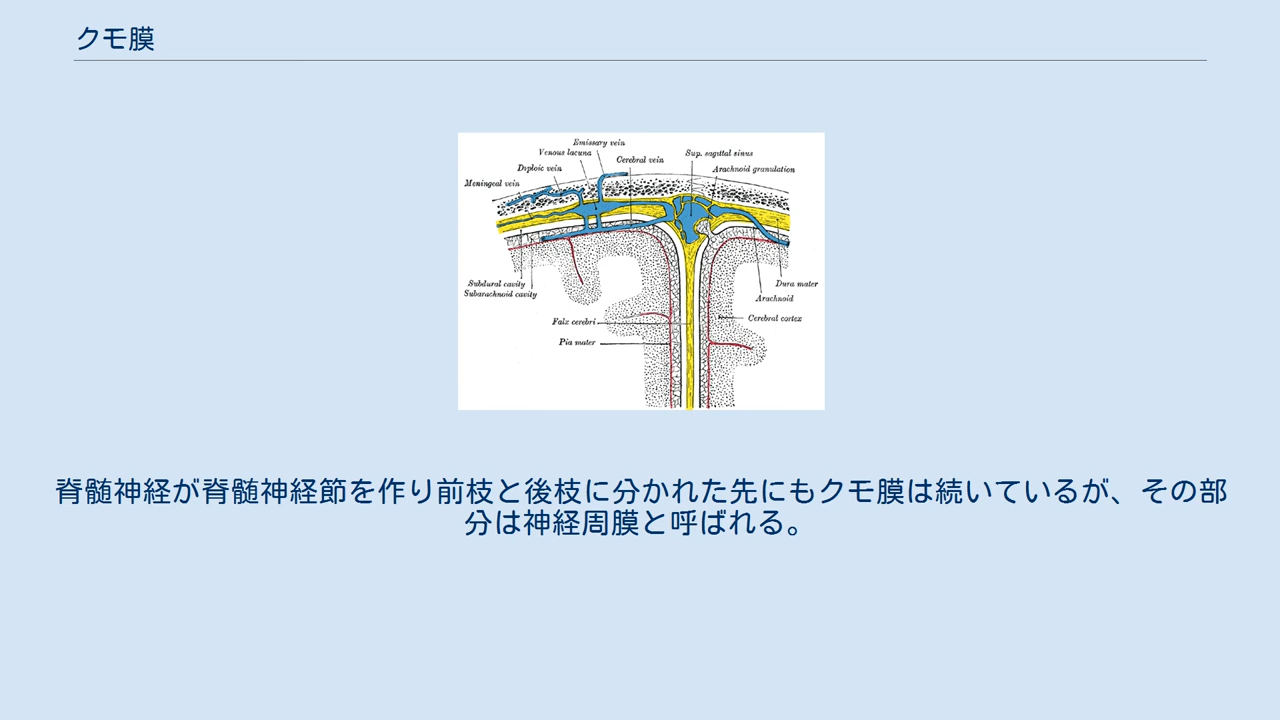 クモ膜
Emissary vein
Venous lacuna
Cerebral vein
Sup. sagittal sinus
Diploic vein
Arachnoid granulation
Meningeal vein
Subdural cavity
Subarachnoid cavity
Dura mater
Arachnoid
Falx cerebri
Cerebral cortex
Pia mater
脊髄神経が脊髄神経節を作り前枝と後枝に分かれた先にもクモ膜は続いているが、その部
分は神経周膜と呼ばれる。